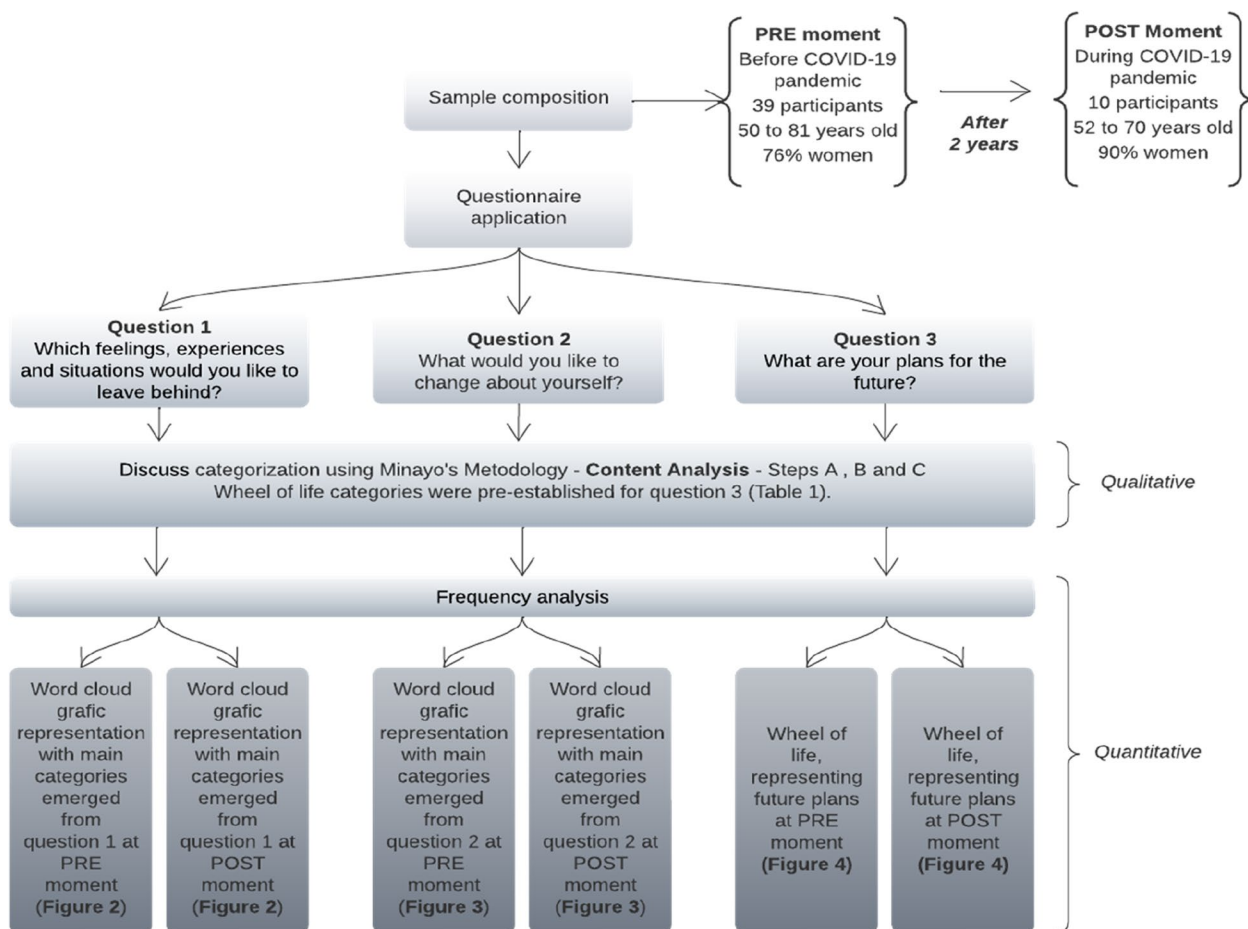 PRE moment
Before COVID-19
pandemic
39 participants
50 to 81 years old
76% women
After
2 years
POST Moment
During COVID-19
pandemic
10 participants
52 to 70 years old
90% women
Sample composition
Questionnaire
application
Question 1
Which feelings, experiences
and situations would you like to
leave behind?
Question 2
What would you like to
change about yourself?
Question 3
What are your plans for the
future?
Discuss categorization using Minayo's Metodology - Content Analysis - Steps A , B and C
Wheel of life categories were pre-established for question 3 (Table 1).
Qualitative
Frequency analysis
Word cloud
grafic
representation
with main
categories
emerged
from
question 1 at
PRE
moment
(Figure 2)
Word cloud
grafic
representation
with main
categories
emerged
from
question 1 at
POST
moment
(Figure 2)
Word cloud
grafic
representation
with main
categories
emerged
from
question 2 at
PRE
moment
(Figure 3)
Word cloud
grafic
representation
with main
categories
emerged
from
question 2 at
POST
moment
(Figure 3)
Wheel of
life,
representing
future plans
at PRE
moment
(Figure 4)
Wheel of
life,
representing
future plans
at POST
moment
(Figure 4)
Quantitative